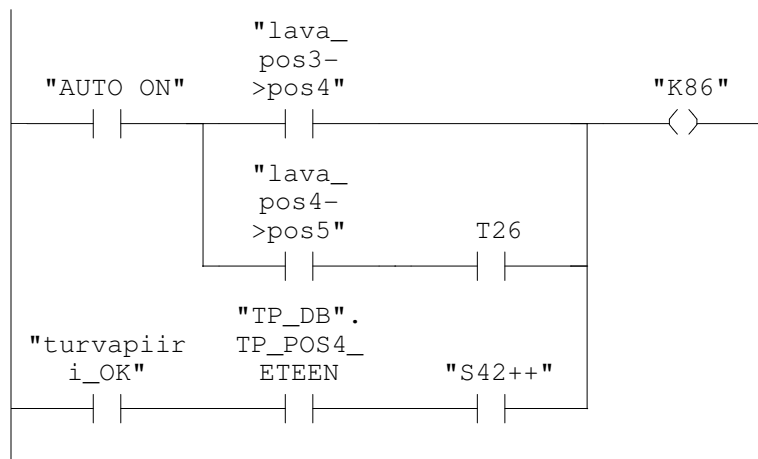 "lava_
pos3-
"AUTO ON"
>pos4"
"K86"
"lava_
pos4-
>pos5"
T26
"TP_DB".
"turvapiir
TP_POS4_
i_OK"
ETEEN
"S42++"